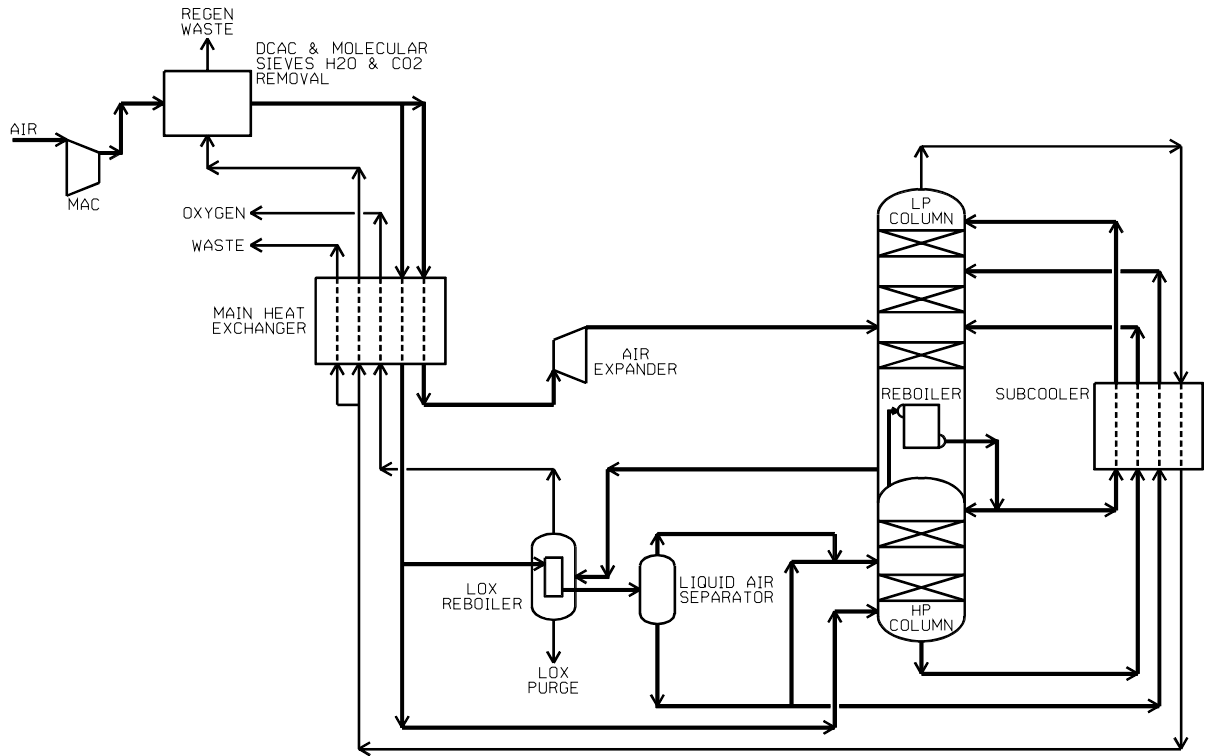 REGEN
WASTE
DCAC & MOLECULAR
SIEVES H2O & CO2
REMOVAL
AIR
MAC
OXYGEN
WASTE
MAIN HEAT
EXCHANGER
AIR
EXPANDER
LP
COLUMN
REBOILER
SUBCOOLER
LOX
REBOILER
LIQUID AIR
SEPARATOR
HP
COLUMN
LOX
PURGE